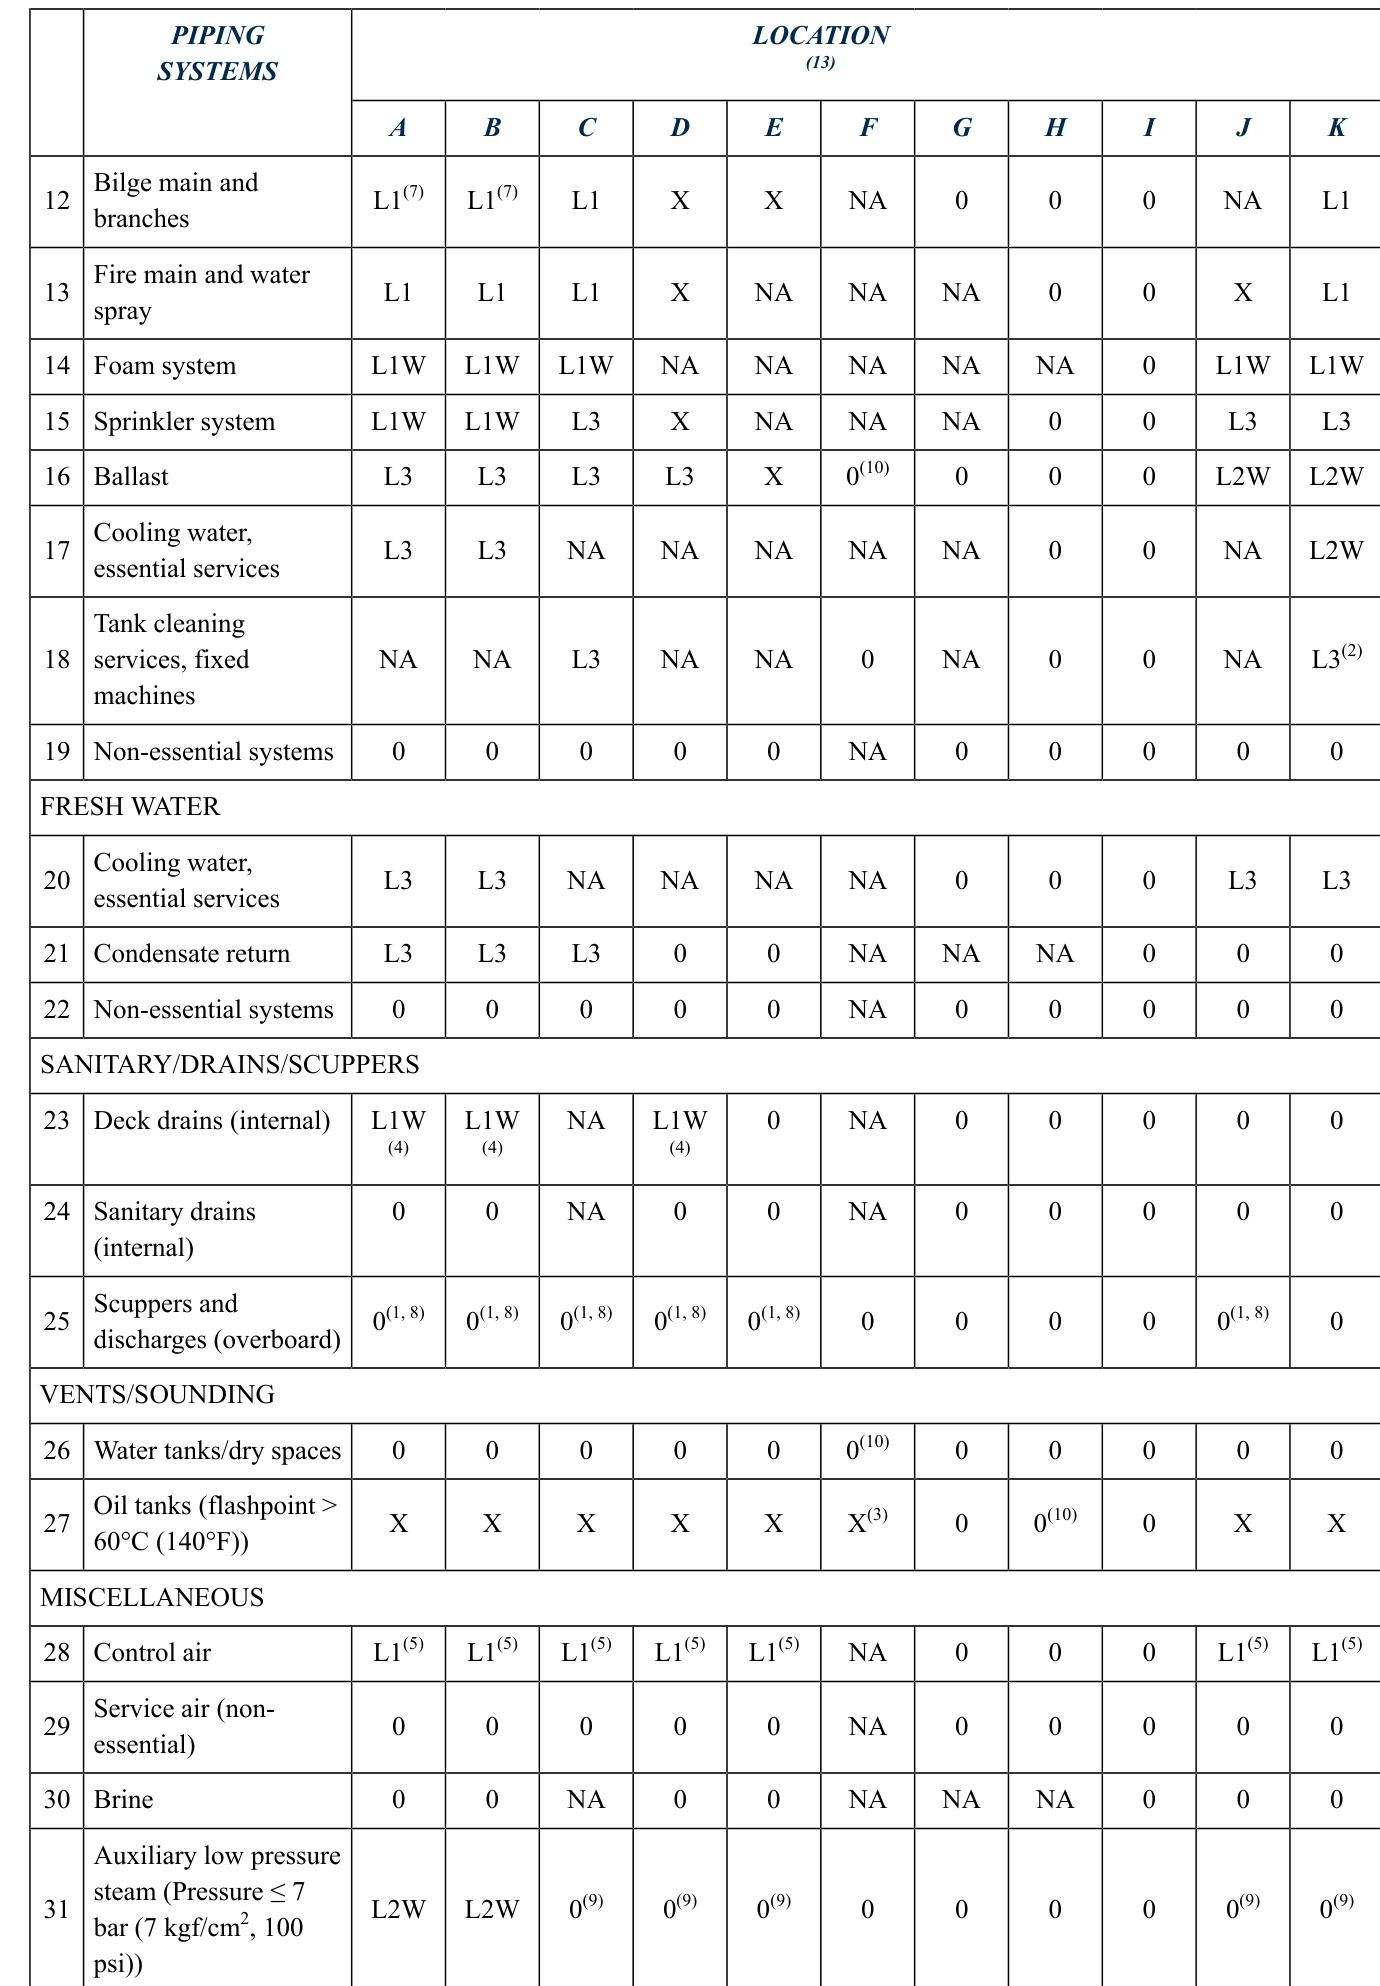 PIPING SYSTEMS LOCATION (13)
A B C D E F G H I J K
12 Bilge main and branches L1(7) L1(7) L1 X X NA 0 0 0 NA L1
13 Fire main and water spray L1 L1 L1 X NA NA NA 0 0 X L1
14 Foam system L1W L1W L1W NA NA NA NA NA 0 L1W L1W
15 Sprinkler system L1W L1W L3 X NA NA NA 0 0 L3 L3
16 Ballast L3 L3 L3 L3 X 0(10) 0 0 0 L2W L2W
17 Cooling water, essential services L3 L3 NA NA NA NA NA 0 0 NA L2W
18 Tank cleaning services, fixed machines NA NA L3 NA NA 0 NA 0 0 NA L3(2)
19 Non-essential systems 0 0 0 0 0 NA 0 0 0 0 0
FRESH WATER
20 Cooling water, essential services L3 L3 NA NA NA NA 0 0 0 L3 L3
21 Condensate return L3 L3 L3 0 0 NA NA NA 0 0 0
22 Non-essential systems 0 0 0 0 0 NA 0 0 0 0 0
SANITARY/DRAINS/SCUPPERS
23 Deck drains (internal) L1W (4) L1W (4) NA L1W (4) 0 NA 0 0 0 0 0
24 Sanitary drains (internal) 0 0 NA 0 0 NA 0 0 0 0 0
25 Scuppers and discharges (overboard) 0(1, 8) 0(1, 8) 0(1, 8) 0(1, 8) 0(1, 8) 0 0 0 0 0(1, 8) 0
VENTS/SOUNDING
26 Water tanks/dry spaces 0 0 0 0 0 0(10) 0 0 0 0 0
27 Oil tanks (flashpoint > 60°C (140°F)) X X X X X X(3) 0 0(10) 0 X X
MISCELLANEOUS
28 Control air L1(5) L1(5) L1(5) L1(5) L1(5) NA 0 0 0 L1(5) L1(5)
29 Service air (non-essential) 0 0 0 0 0 NA 0 0 0 0 0
30 Brine 0 0 NA 0 0 NA NA NA 0 0 0
31 Auxiliary low pressure steam (Pressure ≤ 7 bar (7 kgf/cm2, 100 psi)) L2W L2W 0(9) 0(9) 0(9) 0 0 0 0 0(9) 0(9)